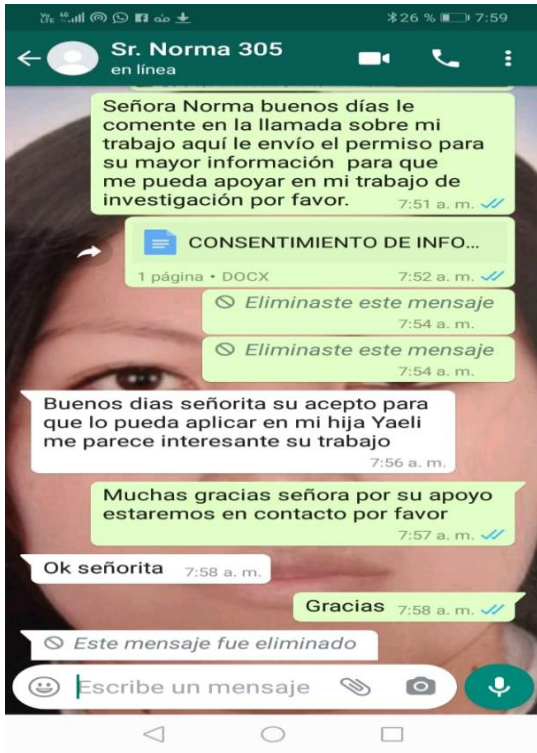 26 % 7:59
Sr. Norma 305
en línea
Señora Norma buenos días le
comente en la llamada sobre mi
trabajo aquí le envío el permiso para
su mayor información para que
me pueda apoyar en mi trabajo de
investigación por favor. 7:51 a. m.
CONSENTIMIENTO DE INFO...
1 página • DOCX 7:52 a. m.
Eliminaste este mensaje
7:54 a. m.
Eliminaste este mensaje
7:54 a. m.
Buenos dias señorita su acepto para
que lo pueda aplicar en mi hija Yaeli
me parece interesante su trabajo
7:56 a. m.
Muchas gracias señora por su apoyo
estaremos en contacto por favor
7:57 a. m.
Ok señorita 7:58 a. m.
Gracias 7:58 a. m.
Este mensaje fue eliminado
Escribe un mensaje